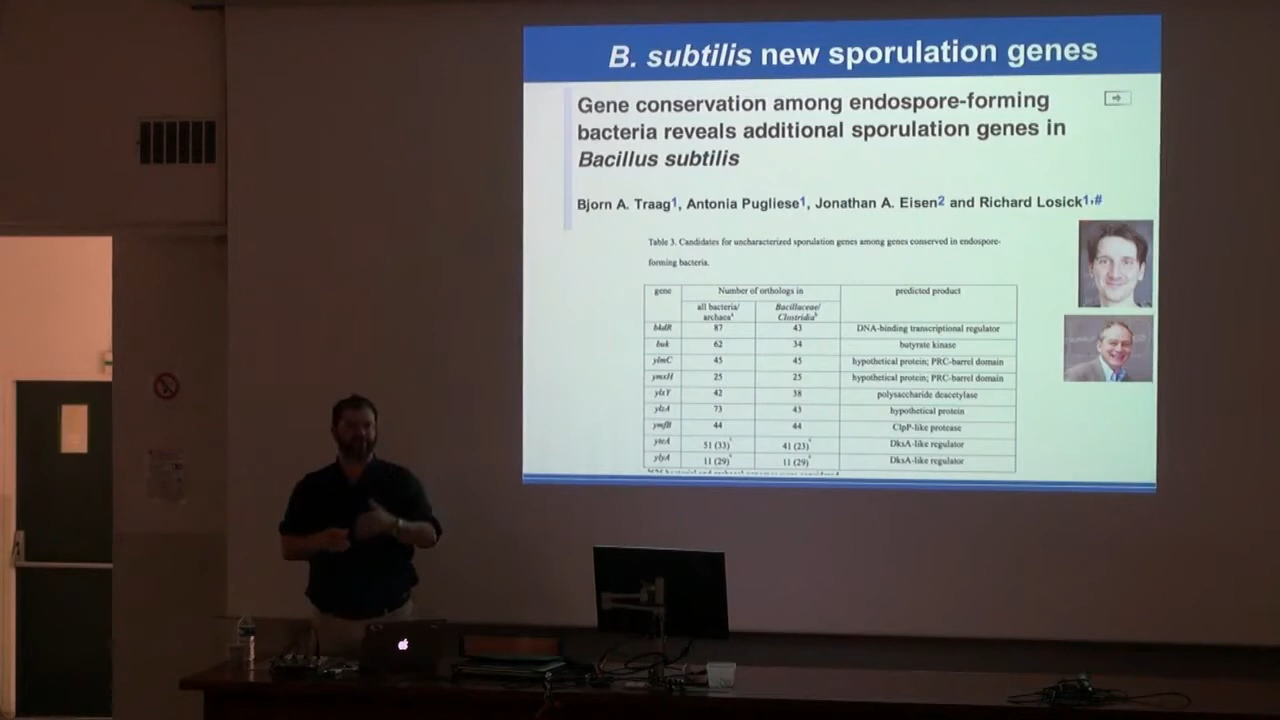 B. subtilis new sporulation genes
Gene conservation among endospore-forming
bacteria reveals additional sporulation genes in
Bacillus subtilis
Bjorn A. Traag1, Antonia Pugliese1, Jonathan A. Eisen2 and Richard Losick1,#
Table 3. Candidates for uncharacterized sporulation genes among genes conserved in endospore-
forming bacteria.
gene Number of orthologs in predicted product
all bacteria/ Bacillaceae/
archaea^a Clostridia^b
bkdR 87 43 DNA-binding transcriptional regulator
buk 62 34 butyrate kinase
ylmC 45 45 hypothetical protein; PRC-barrel domain
ymxH 25 25 hypothetical protein; PRC-barrel domain
ylxY 42 38 polysaccharide deacetylase
ylzA 73 43 hypothetical protein
ymfB 44 44 ClpP-like protease
yteA 51 (33) 41 (25) DksA-like regulator
ylyA 11 (29) 11 (29) DksA-like regulator